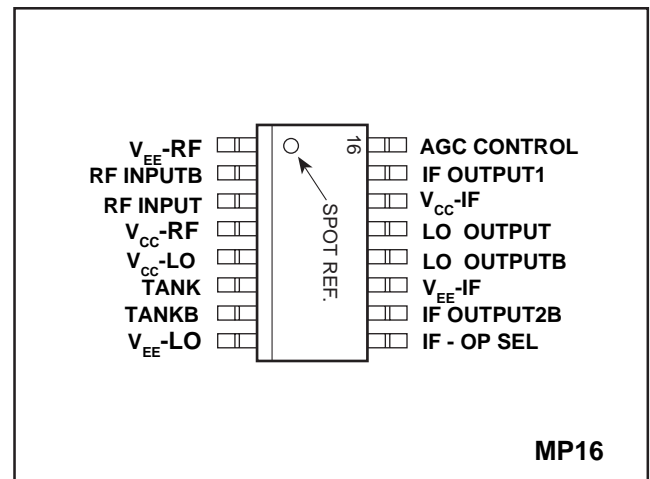 V_EE-RF
RF INPUTB
RF INPUT
V_CC-RF
V_CC-LO
TANK
TANKB
V_EE-LO
16
SPOT REF.
AGC CONTROL
IF OUTPUT1
V_CC-IF
LO OUTPUT
LO OUTPUTB
V_EE-IF
IF OUTPUT2B
IF - OP SEL
MP16